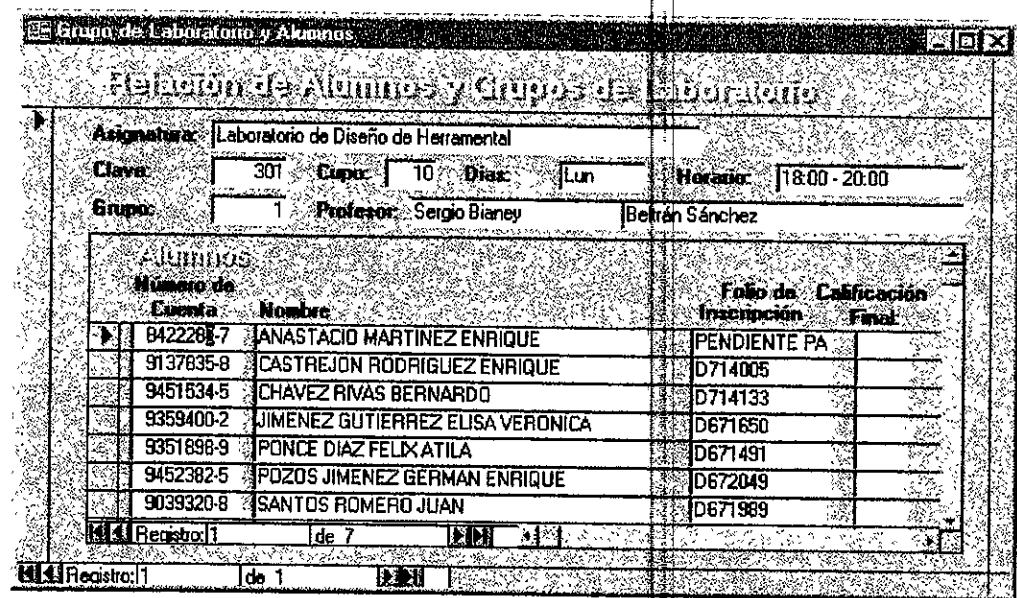 Grupo de Laboratorio y Alumnos
Relación de Alumnos y Grupos de Laboratorio
Asignatura: Laboratorio de Diseño de Herramental
Clave: 301 Cupo: 10 Dias: Lun Horario: 18:00 - 20:00
Grupo: 1 Profesor: Sergio Bianey Beltrán Sánchez
Alumnos
Número de Cuenta Nombre Folio de Inscripción Calificación Final
ANASTACIO MARTINEZ ENRIQUE PENDIENTE PA
9137835-8 CASTREJON RODRIGUEZ ENRIQUE D714005
9451534-5 CHAVEZ RIVAS BERNARDO D714133
9359400-2 JIMENEZ GUTIERREZ ELISA VERONICA D671650
9351898-9 PONCE DIAZ FELIX ATILA D671491
9452382-5 POZOS JIMENEZ GERMAN ENRIQUE D672049
9039320-8 SANTOS ROMERO JUAN D671989
Registro: 1 de 7
Registro: 1 de 1